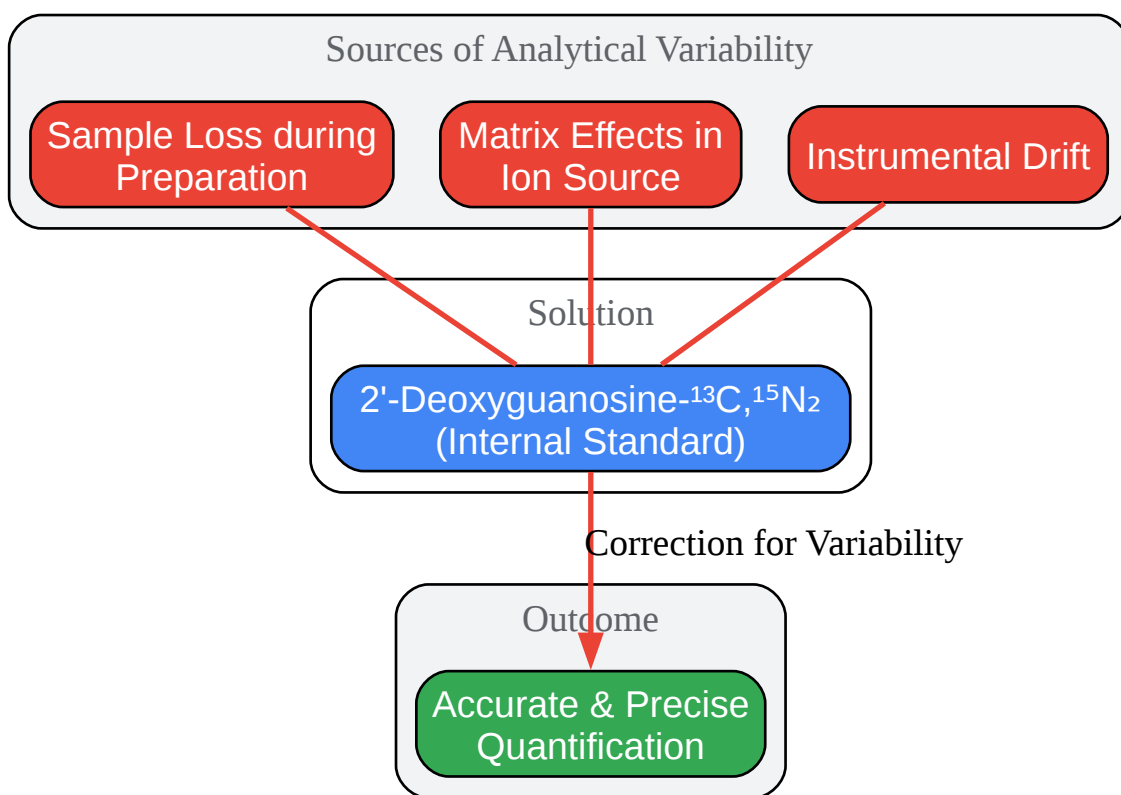 Sources of Analytical Variability
Sample Loss during
Preparation
Matrix Effects in
Ion Source
Instrumental Drift
Solution
2'-Deoxyguanosine-¹³C,¹⁵N₂
(Internal Standard)
Correction for Variability
Outcome
Accurate & Precise
Quantification